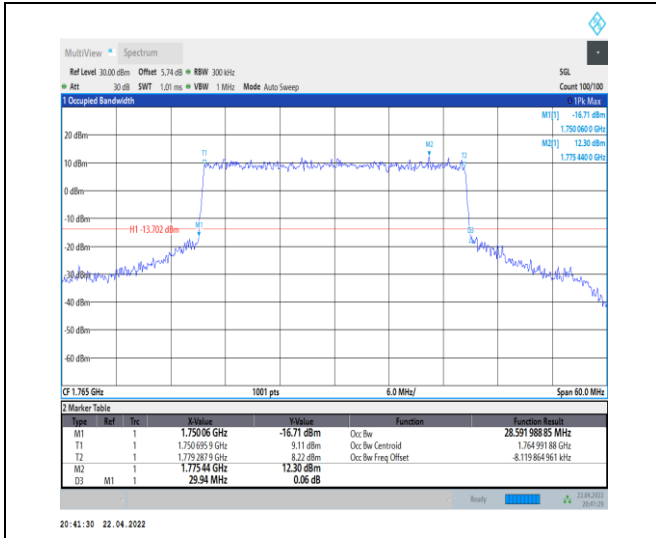 MultiView Spectrum
Ref Level 30.00 dBm Offset 5.74 dB RBW 300 kHz SGL
Att 30 dB SWT 1.01 ms VBW 1 MHz Mode Auto Sweep Count 100/100
1 Occupied Bandwidth 1Pk Max
M1[1] -16.71 dBm
1.750 060 0 GHz
M2[1] 12.30 dBm
1.775 440 0 GHz
20 dBm
T1 M2 T2
10 dBm
0 dBm
-10 dBm
H1 -13.702 dBm M1 D3
-20 dBm
-30 dBm
-40 dBm
-50 dBm
-60 dBm
CF 1.765 GHz 1001 pts 6.0 MHz/ Span 60.0 MHz
2 Marker Table
Type Ref Trc X-Value Y-Value Function Function Result
M1 1 1.750 06 GHz -16.71 dBm Occ Bw 28.591 988 85 MHz
T1 1 1.750 695 9 GHz 9.11 dBm Occ Bw Centroid 1.764 991 88 GHz
T2 1 1.779 287 9 GHz 8.22 dBm Occ Bw Freq Offset -8.119 864 961 kHz
M2 1 1.775 44 GHz 12.30 dBm
D3 M1 1 29.94 MHz 0.06 dB
Ready 22.04.2022
20:41:29
20:41:30 22.04.2022